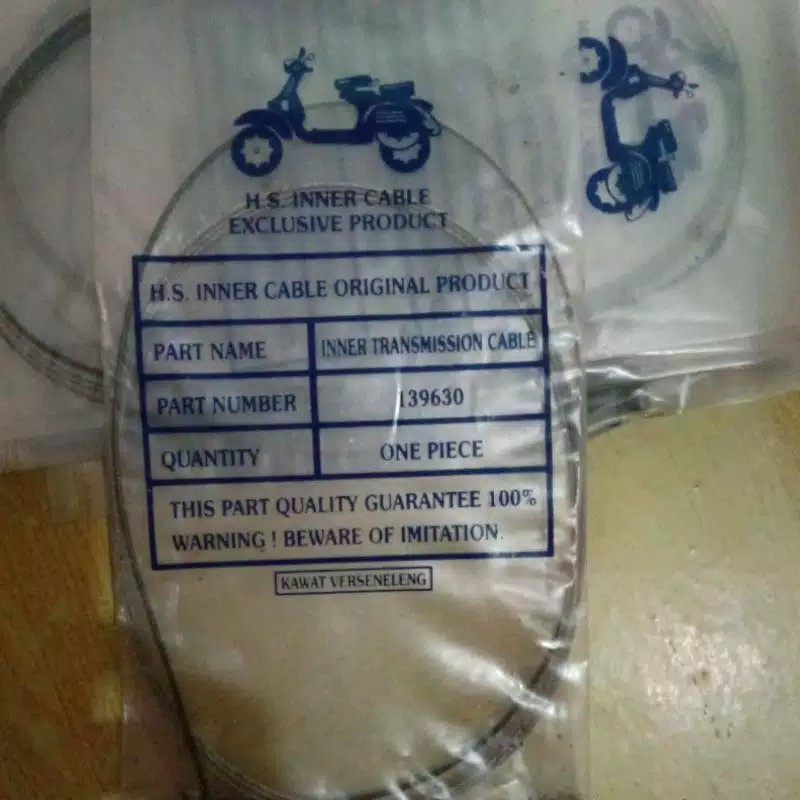 H.S. INNER CABLE
EXCLUSIVE PRODUCT
H.S. INNER CABLE ORIGINAL PRODUCT
PART NAME INNER TRANSMISSION CABLE
PART NUMBER 139630
QUANTITY ONE PIECE
THIS PART QUALITY GUARANTEE 100%
WARNING ! BEWARE OF IMITATION.
KAWAT VERSENELENG